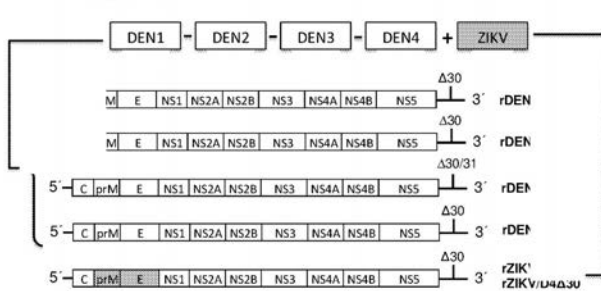 DEN1 - DEN2 - DEN3 - DEN4 + ZIKV
Δ30
M E NS1 NS2A NS2B NS3 NS4A NS4B NS5 3´ rDEN
Δ30
M E NS1 NS2A NS2B NS3 NS4A NS4B NS5 3´ rDEN
Δ30/31
5´ C prM E NS1 NS2A NS2B NS3 NS4A NS4B NS5 3´ rDEN
Δ30
5´ C prM E NS1 NS2A NS2B NS3 NS4A NS4B NS5 3´ rDEN
Δ30
rZIK
5´ C prM E NS1 NS2A NS2B NS3 NS4A NS4B NS5 3´
rZIKV/D4Δ30